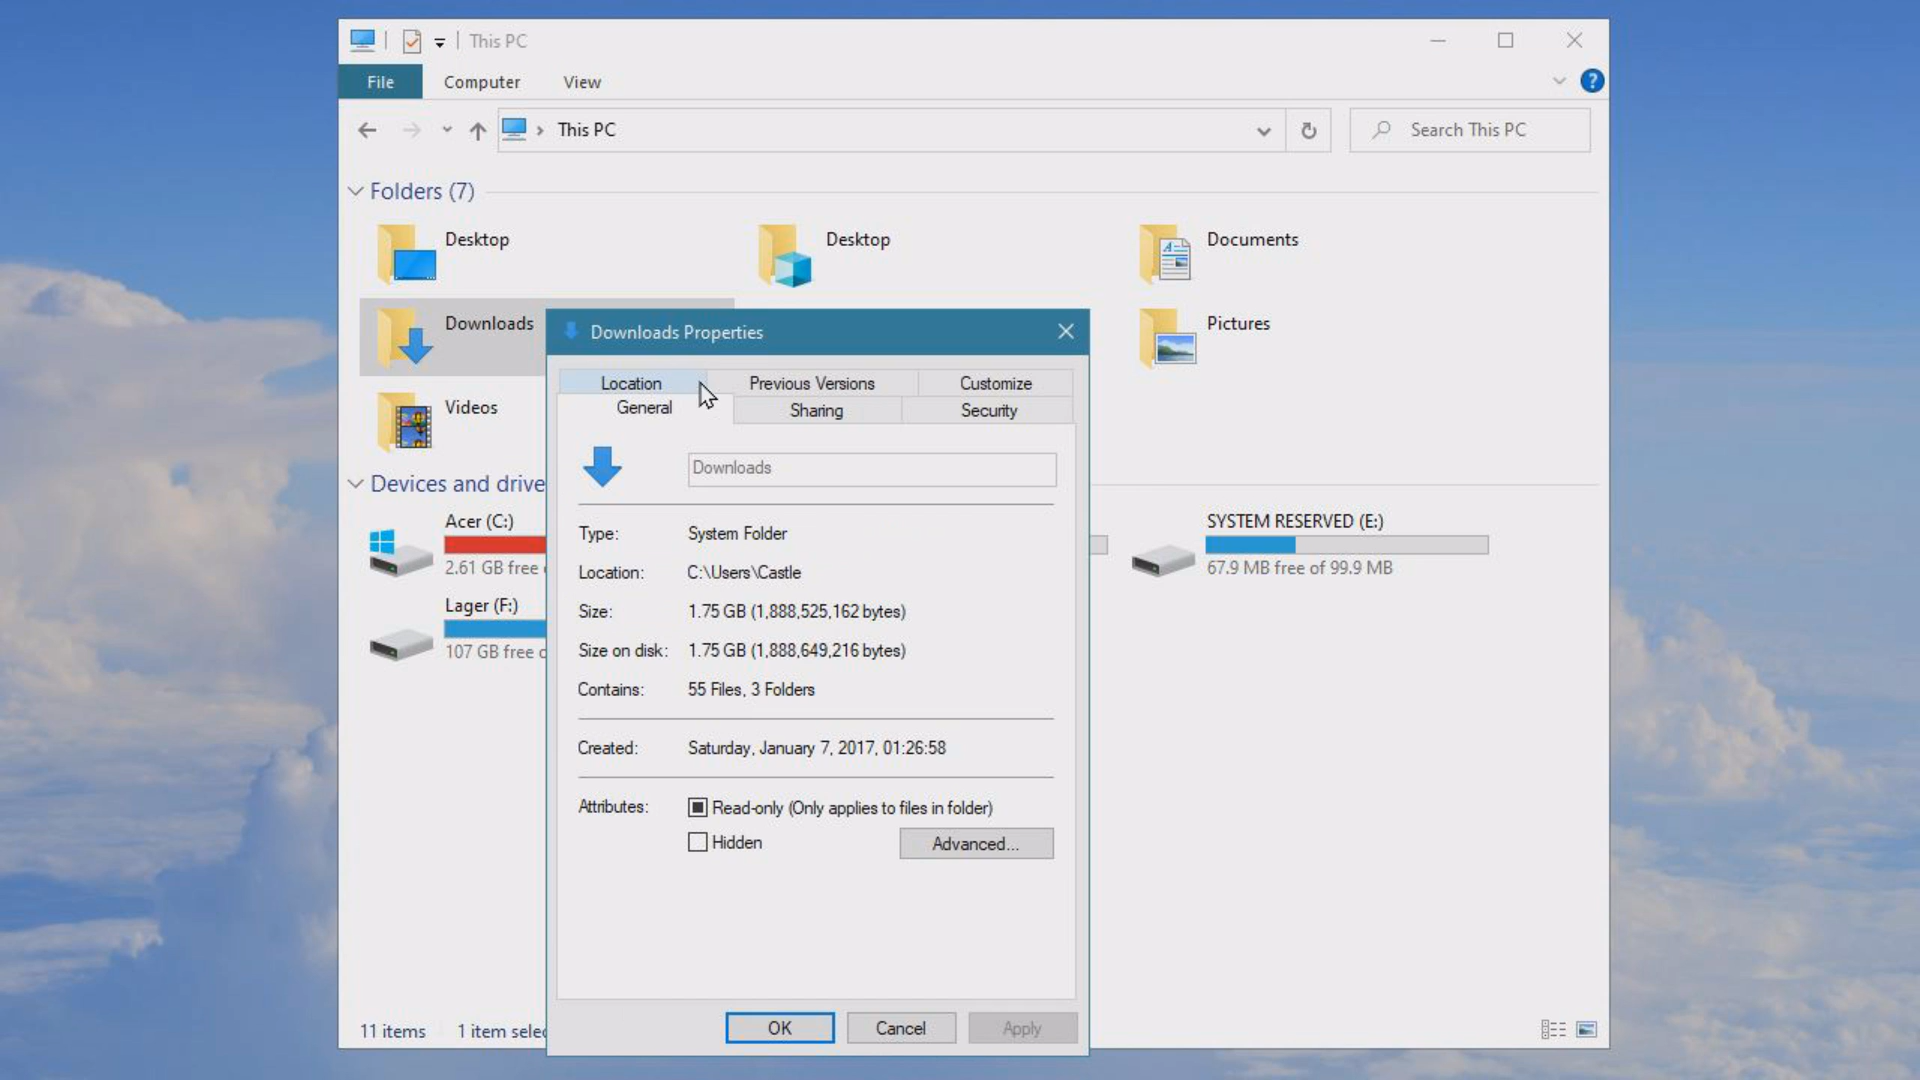 This PC
File
Computer
View
?
This PC
Search This PC
Folders (7)
Desktop
Desktop
Documents
Downloads
Pictures
Videos
Devices and drive
Acer (C:)
2.61 GB free
SYSTEM RESERVED (E:)
67.9 MB free of 99.9 MB
Lager (F:)
107 GB free
11 items
1 item selec
Downloads Properties
Location
Previous Versions
Customize
General
Sharing
Security
Downloads
Type:
System Folder
Location:
C:\Users\Castle
Size:
1.75 GB (1,888,525,162 bytes)
Size on disk:
1.75 GB (1,888,649,216 bytes)
Contains:
55 Files, 3 Folders
Created:
Saturday, January 7, 2017, 01:26:58
Attributes:
Read-only (Only applies to files in folder)
Hidden
Advanced...
OK
Cancel
Apply